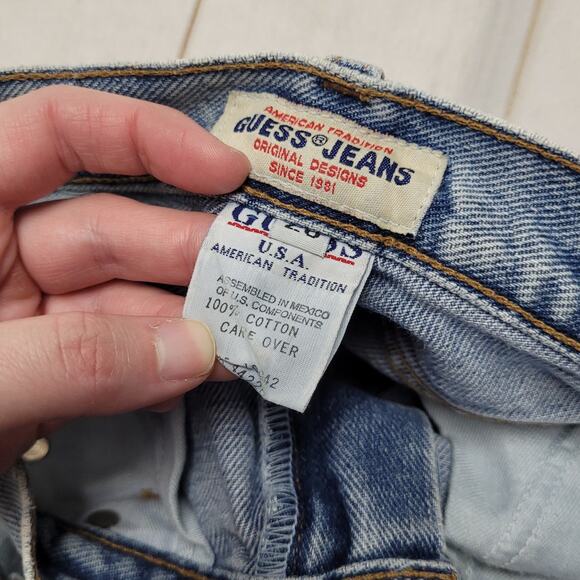 AMERICAN TRADITION
GUESS® JEANS
ORIGINAL DESIGNS
SINCE 1981
U.S.A
AMERICAN TRADITION
ASSEMBLED IN MEXICO
OF U.S. COMPONENTS
100% COTTON
CARE OVER